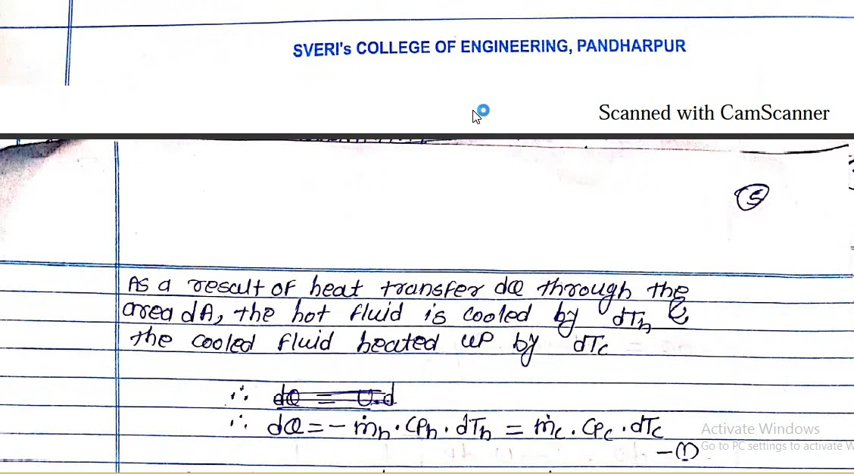 SVERI's COLLEGE OF ENGINEERING, PANDHARPUR
Scanned with CamScanner
5
As a result of heat transfer dQ through the
area dA, the hot fluid is cooled by dTh &
the cooled fluid heated up by dTc
∴ dQ = U.d
∴ dQ = - ṁh · Cph · dTh = ṁc · Cpc · dTc
Activate Windows
Go to PC settings to activate W
-(1)